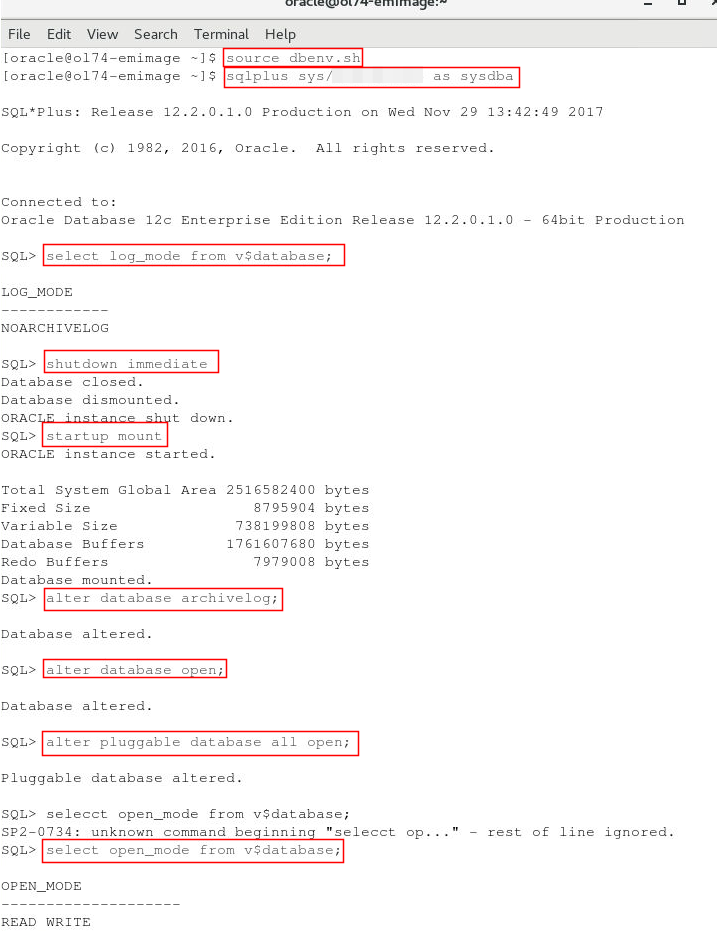 oracle@ol74-emimage:~
File Edit View Search Terminal Help
[oracle@ol74-emimage ~]$ source dbenv.sh
[oracle@ol74-emimage ~]$ sqlplus sys/ as sysdba
SQL*Plus: Release 12.2.0.1.0 Production on Wed Nov 29 13:42:49 2017
Copyright (c) 1982, 2016, Oracle.  All rights reserved.
Connected to:
Oracle Database 12c Enterprise Edition Release 12.2.0.1.0 - 64bit Production
SQL> select log_mode from v$database;
LOG_MODE
------------
NOARCHIVELOG
SQL> shutdown immediate
Database closed.
Database dismounted.
ORACLE instance shut down.
SQL> startup mount
ORACLE instance started.
Total System Global Area 2516582400 bytes
Fixed Size                  8795904 bytes
Variable Size             738199808 bytes
Database Buffers         1761607680 bytes
Redo Buffers                7979008 bytes
Database mounted.
SQL> alter database archivelog;
Database altered.
SQL> alter database open;
Database altered.
SQL> alter pluggable database all open;
Pluggable database altered.
SQL> selecct open_mode from v$database;
SP2-0734: unknown command beginning "selecct op..." - rest of line ignored.
SQL> select open_mode from v$database;
OPEN_MODE
--------------------
READ WRITE